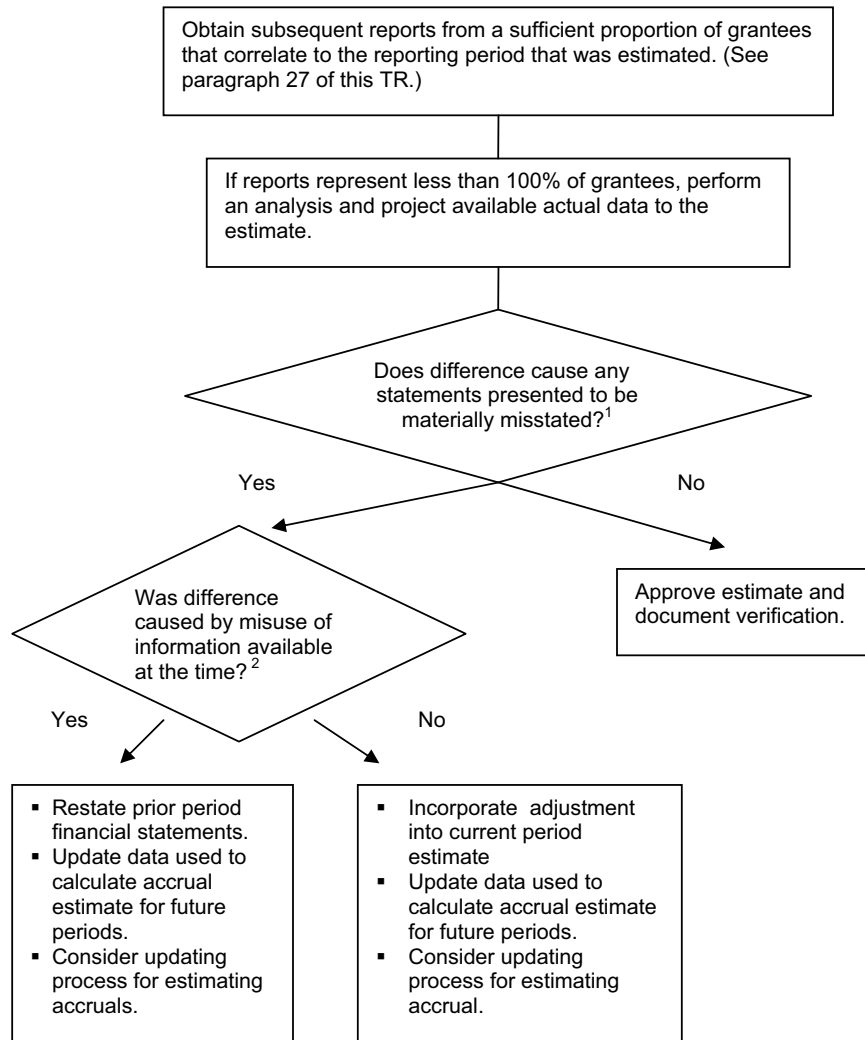 Obtain subsequent reports from a sufficient proportion of grantees
that correlate to the reporting period that was estimated. (See
paragraph 27 of this TR.)
If reports represent less than 100% of grantees, perform
an analysis and project available actual data to the
estimate.
Does difference cause any
statements presented to be
materially misstated?1
Yes
No
Was difference
caused by misuse of
information available
at the time? 2
Approve estimate and
document verification.
Yes
No
▪ Restate prior period
financial statements.
▪ Update data used to
calculate accrual
estimate for future
periods.
▪ Consider updating
process for estimating
accruals.
▪ Incorporate adjustment
into current period
estimate
▪ Update data used to
calculate accrual estimate
for future periods.
▪ Consider updating
process for estimating
accrual.